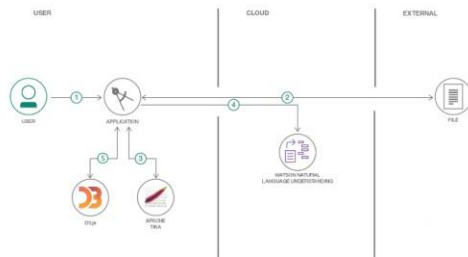 USER
CLOUD
EXTERNAL
1
2
4
USER
APPLICATION
FILE
5
3
WATSON NATURAL
LANGUAGE UNDERSTANDING
D3.js
APACHE
TIKA